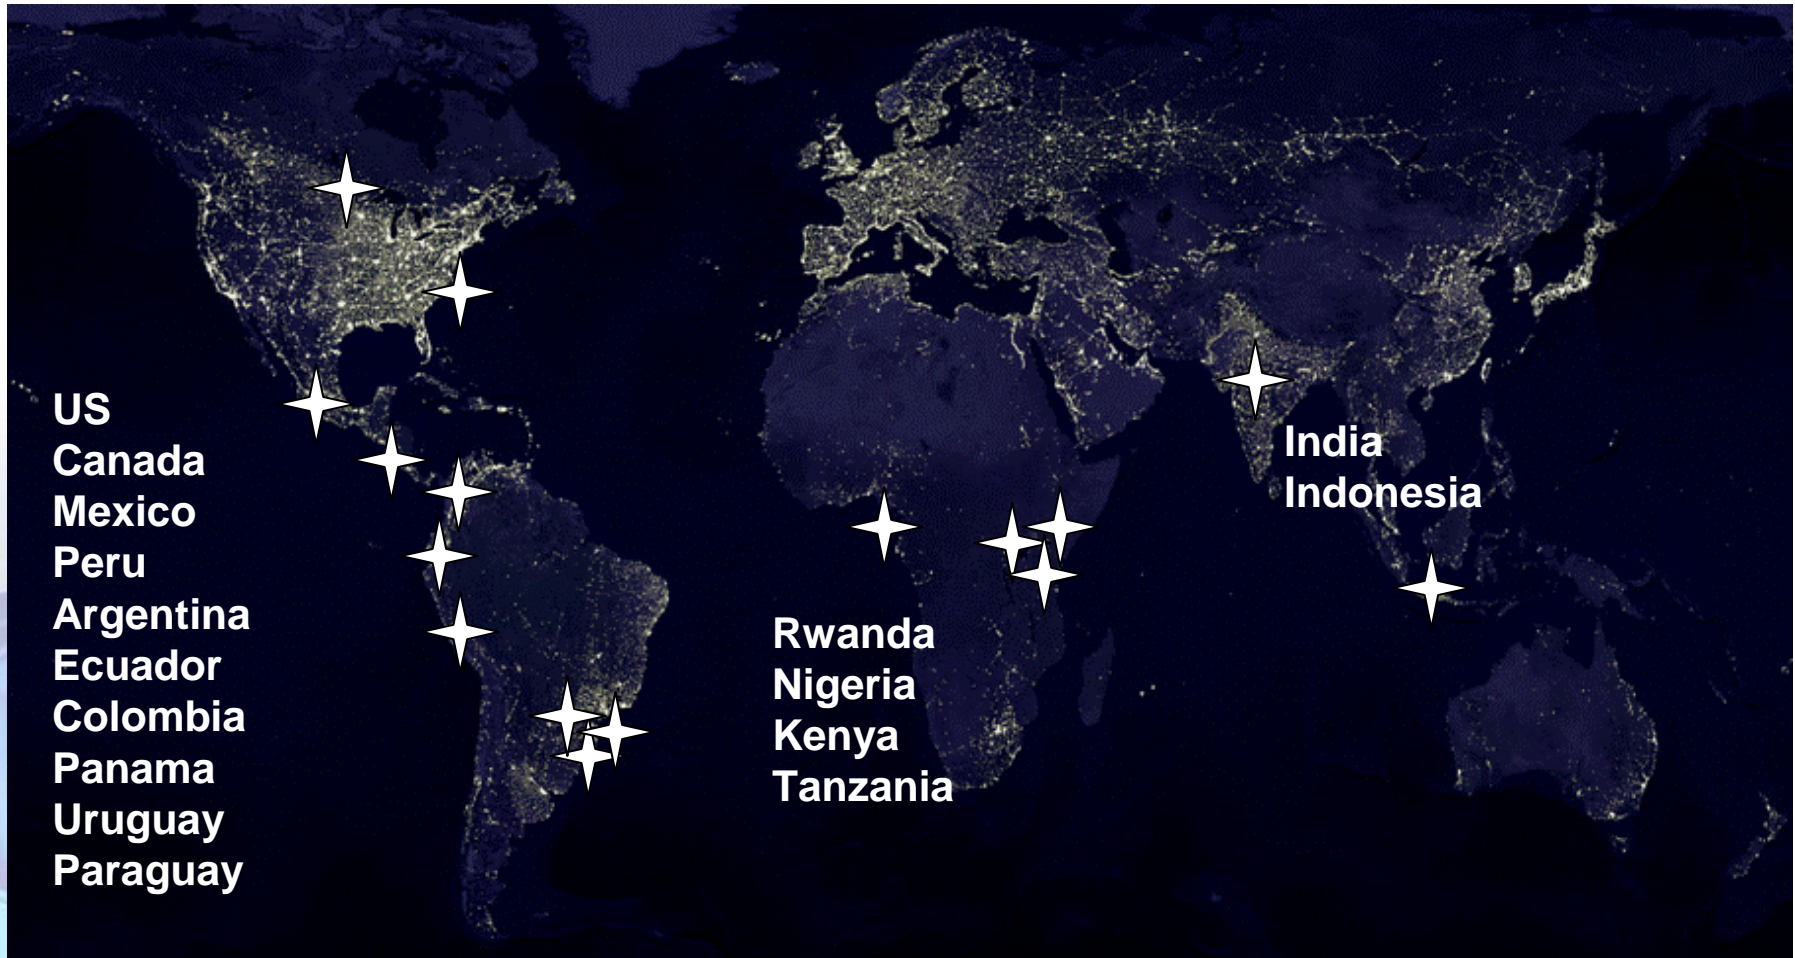 US
Canada
Mexico
Peru
Argentina
Ecuador
Colombia
Panama
Uruguay
Paraguay
Rwanda
Nigeria
Kenya
Tanzania
India
Indonesia